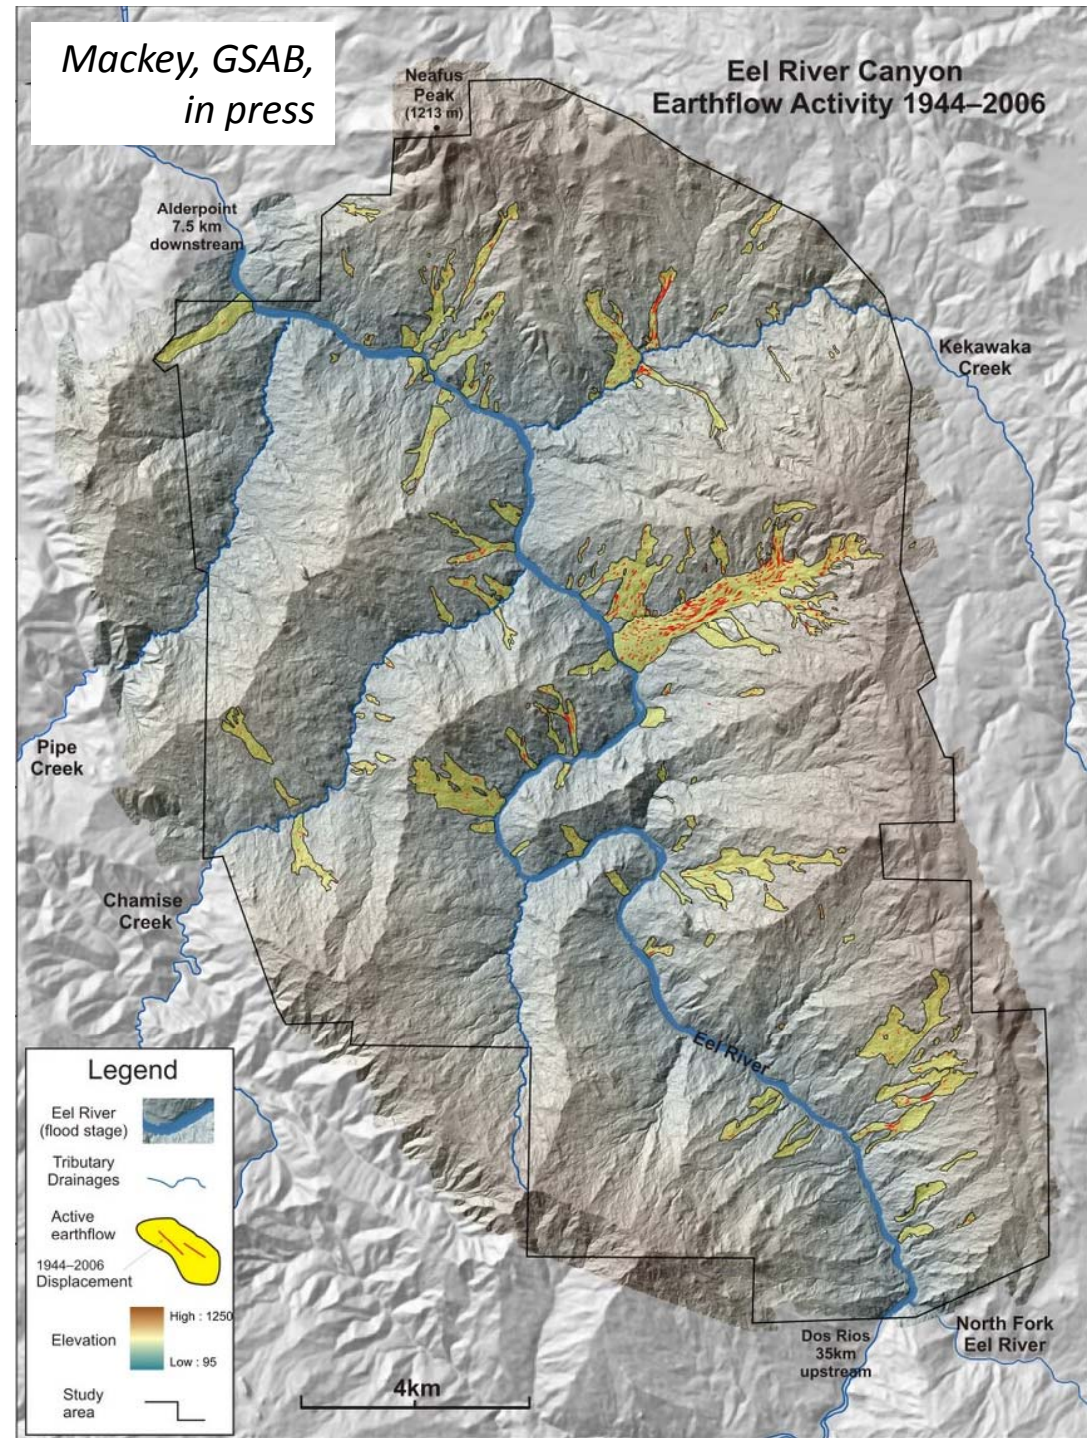 Mackey, GSAB,
in press
Eel River Canyon
Earthflow Activity 1944–2006
Neafus
Peak
(1213 m)
Alderpoint
7.5 km
downstream
Kekawaka
Creek
Pipe
Creek
Chamise
Creek
Eel River
Legend
Eel River
(flood stage)
Tributary
Drainages
Active
earthflow
1944–2006
Displacement
Elevation
High : 1250
Low : 95
Study
area
4km
Dos Rios
35km
upstream
North Fork
Eel River